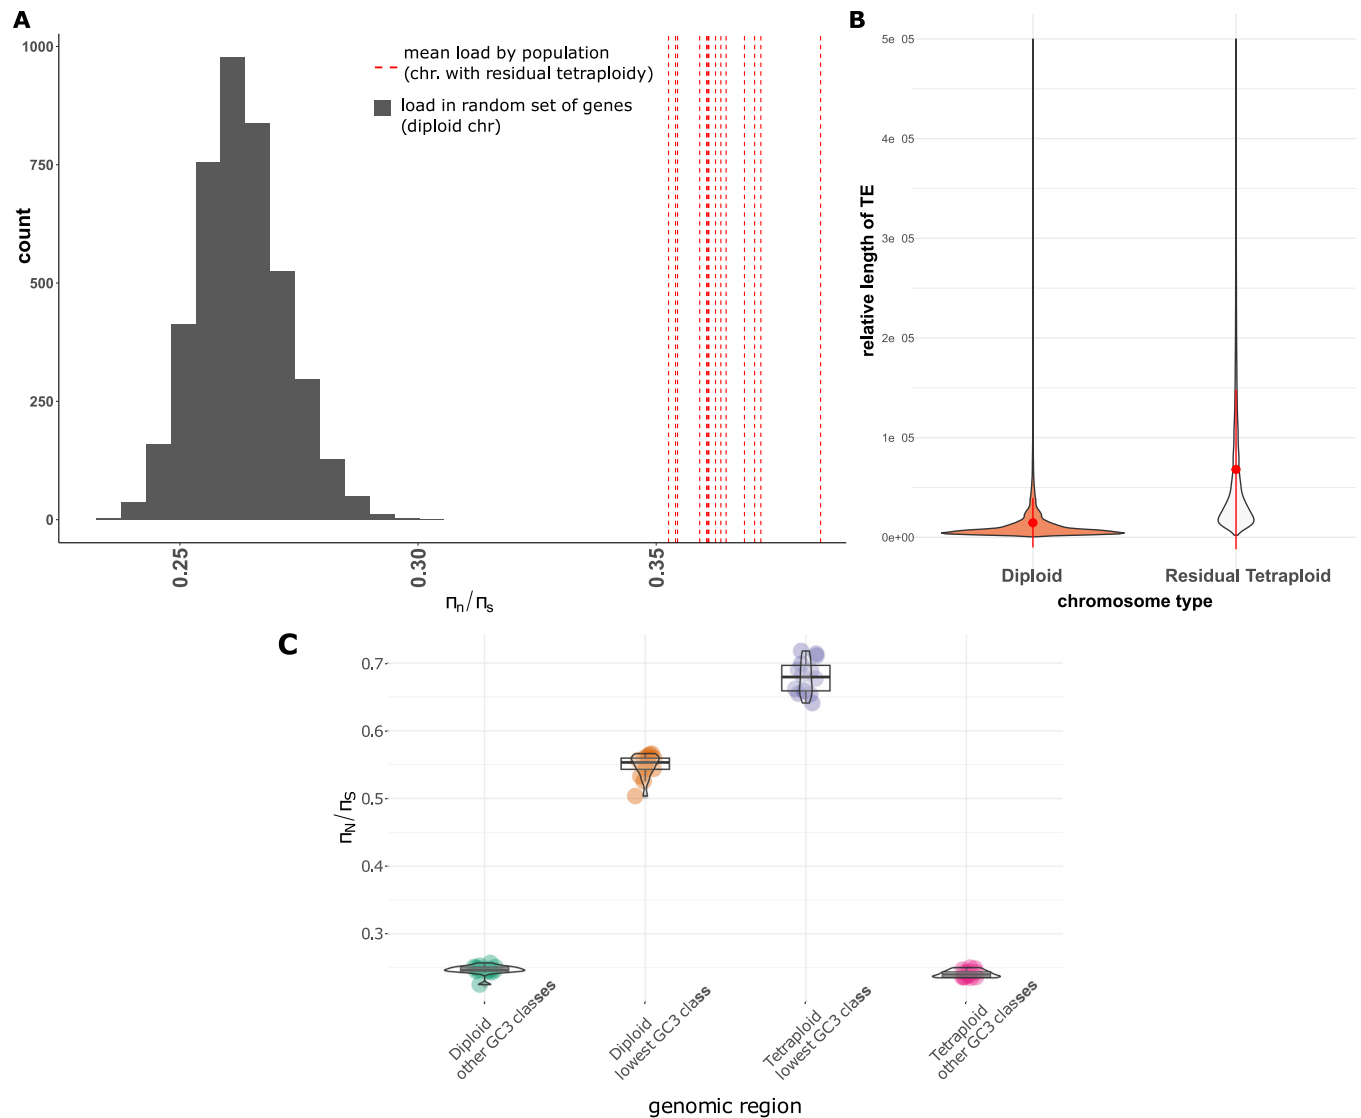 A
1000
750
500
250
0
count
mean load by population
(chr. with residual tetraploidy)
load in random set of genes
(diploid chr)
0.25
0.30
0.35
πn/πs
B
5e 05
4e 05
3e 05
2e 05
1e 05
0e+00
relative length of TE
Diploid
Residual Tetraploid
chromosome type
C
0.7
0.6
0.5
0.4
0.3
πN/πS
Diploid
other GC3 classes
Diploid
lowest GC3 class
Tetraploid
lowest GC3 class
Tetraploid
other GC3 classes
genomic region